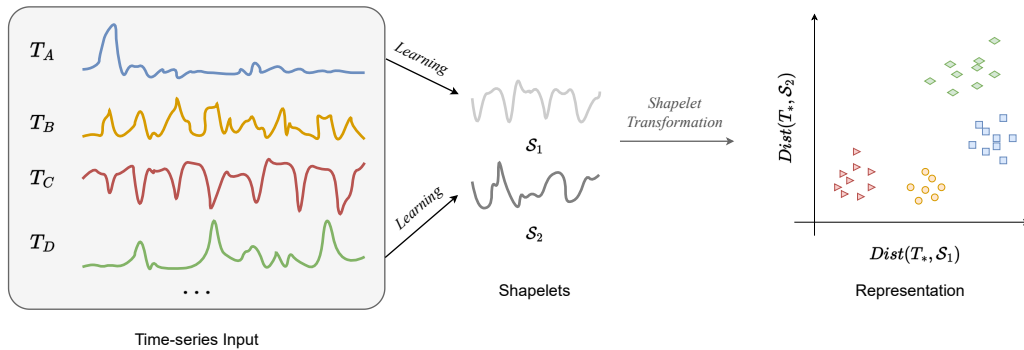 T_A
T_B
T_C
T_D
...
Time-series Input
Learning
Learning
S_1
S_2
Shapelets
Shapelet
Transformation
Dist(T_*, S_2)
Dist(T_*, S_1)
Representation